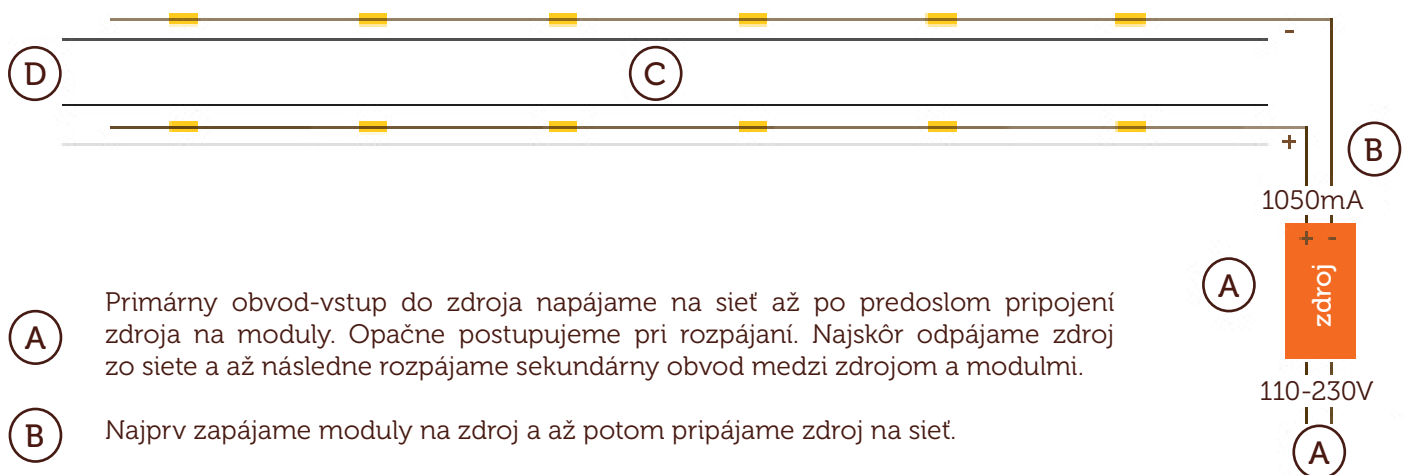 -
D
C
+
B
1050mA
+ -
A
zdroj
Primárny obvod-vstup do zdroja napájame na sieť až po predoslom pripojení
A
zdroja na moduly. Opačne postupujeme pri rozpájaní. Najskôr odpájame zdroj
zo siete a až následne rozpájame sekundárny obvod medzi zdrojom a modulmi.
110-230V
B
Najprv zapájame moduly na zdroj a až potom pripájame zdroj na sieť.
A